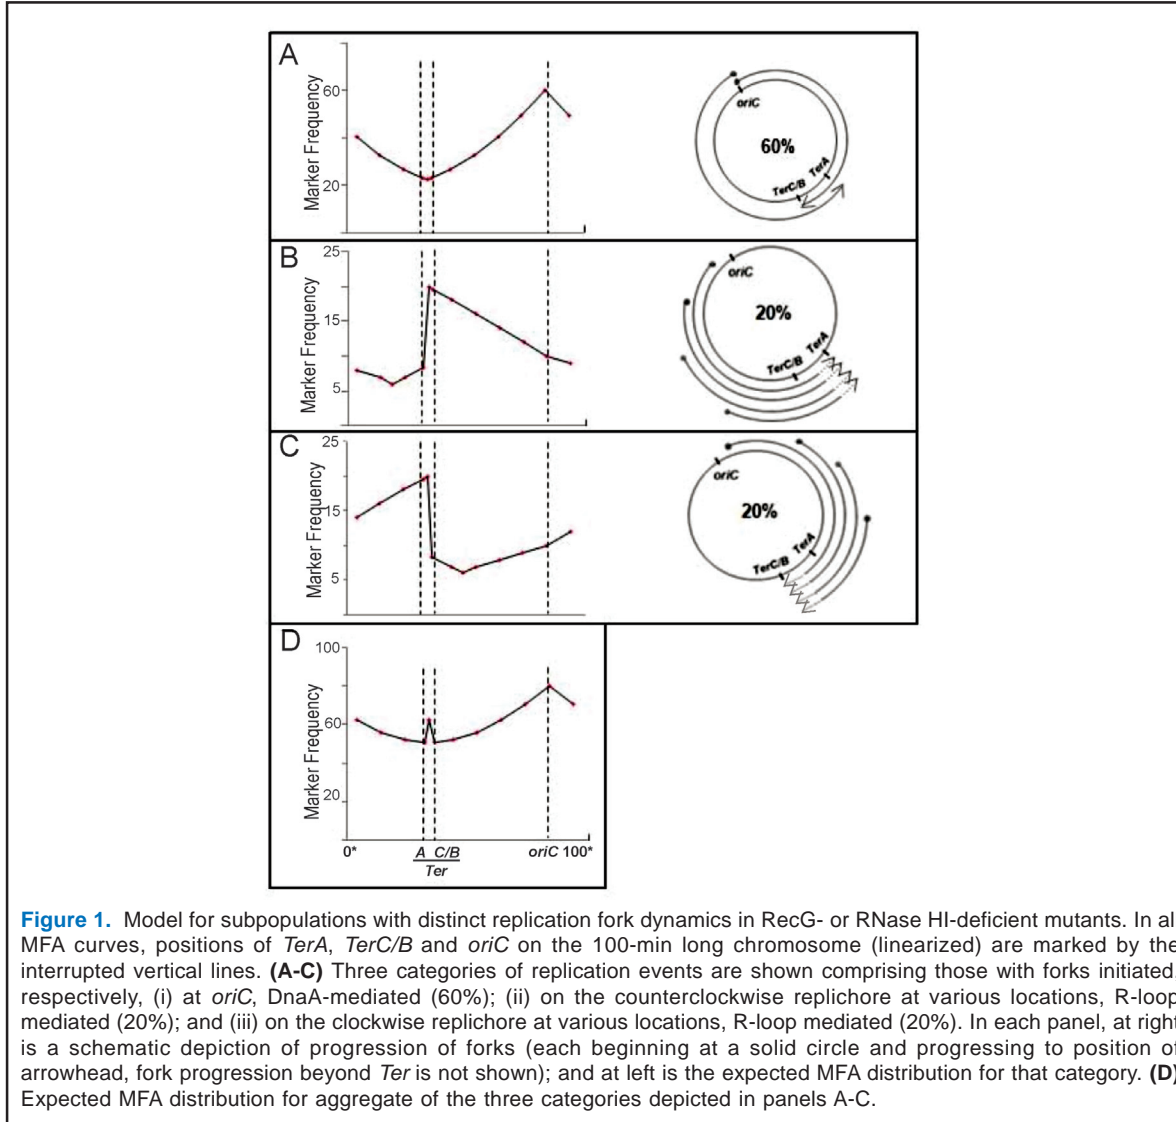 A
Marker Frequency
60
20
oriC
60%
TerA
TerC/B
B
Marker Frequency
25
15
5
oriC
20%
TerA
TerC/B
C
Marker Frequency
25
15
5
oriC
20%
TerA
TerC/B
D
Marker Frequency
100
60
20
0* A C/B oriC 100*
Ter
Figure 1. Model for subpopulations with distinct replication fork dynamics in RecG- or RNase HI-deficient mutants. In al
MFA curves, positions of TerA, TerC/B and oriC on the 100-min long chromosome (linearized) are marked by the
interrupted vertical lines. (A-C) Three categories of replication events are shown comprising those with forks initiated
respectively, (i) at oriC, DnaA-mediated (60%); (ii) on the counterclockwise replichore at various locations, R-loop
mediated (20%); and (iii) on the clockwise replichore at various locations, R-loop mediated (20%). In each panel, at right
is a schematic depiction of progression of forks (each beginning at a solid circle and progressing to position of
arrowhead, fork progression beyond Ter is not shown); and at left is the expected MFA distribution for that category. (D)
Expected MFA distribution for aggregate of the three categories depicted in panels A-C.